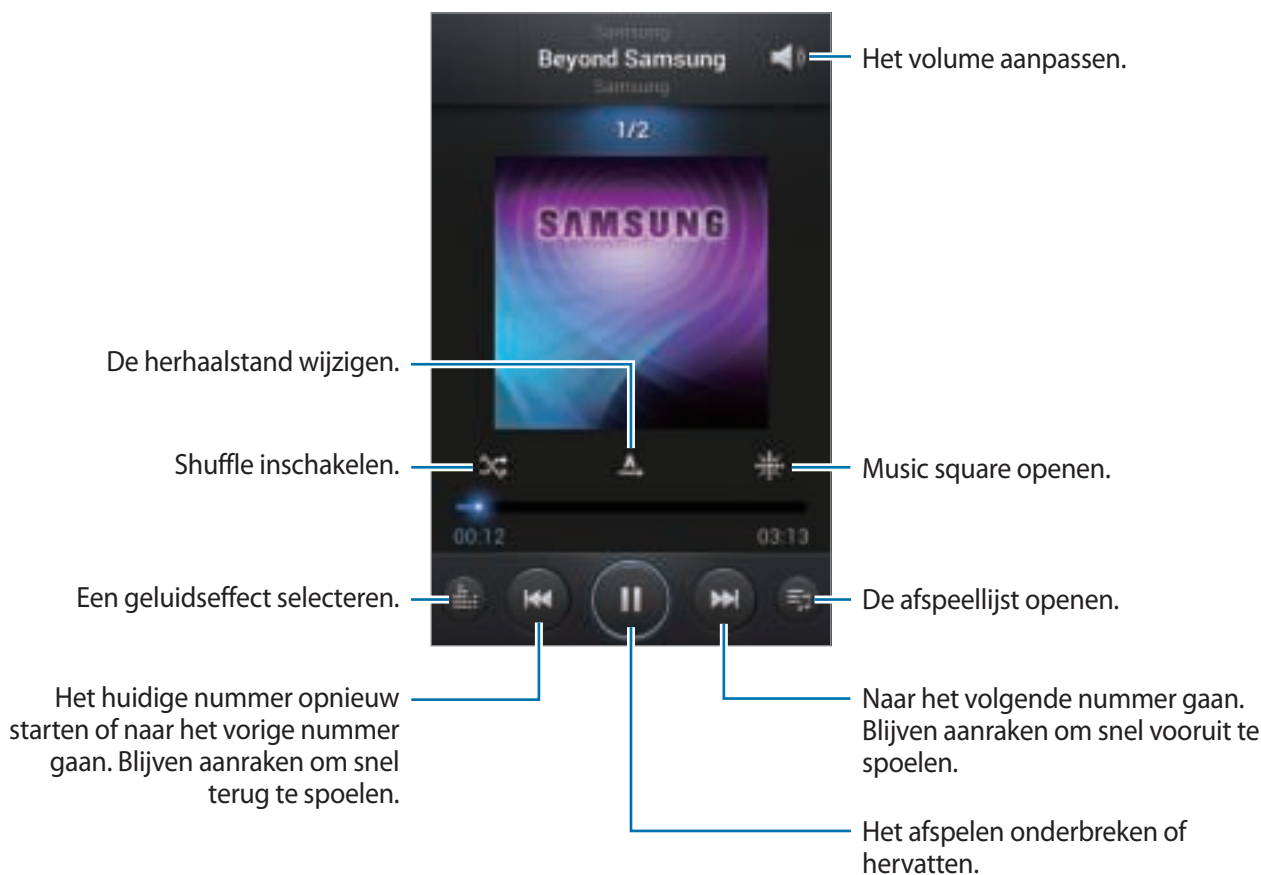 Samsung
Beyond Samsung
Samsung
Het volume aanpassen.
1/2
SAMSUNG
De herhaalstand wijzigen.
Shuffle inschakelen.
A
Music square openen.
00:12
03:13
Een geluidseffect selecteren.
De afspeellijst openen.
Het huidige nummer opnieuw
starten of naar het vorige nummer
gaan. Blijven aanraken om snel
terug te spoelen.
Naar het volgende nummer gaan.
Blijven aanraken om snel vooruit te
spoelen.
Het afspelen onderbreken of
hervatten.